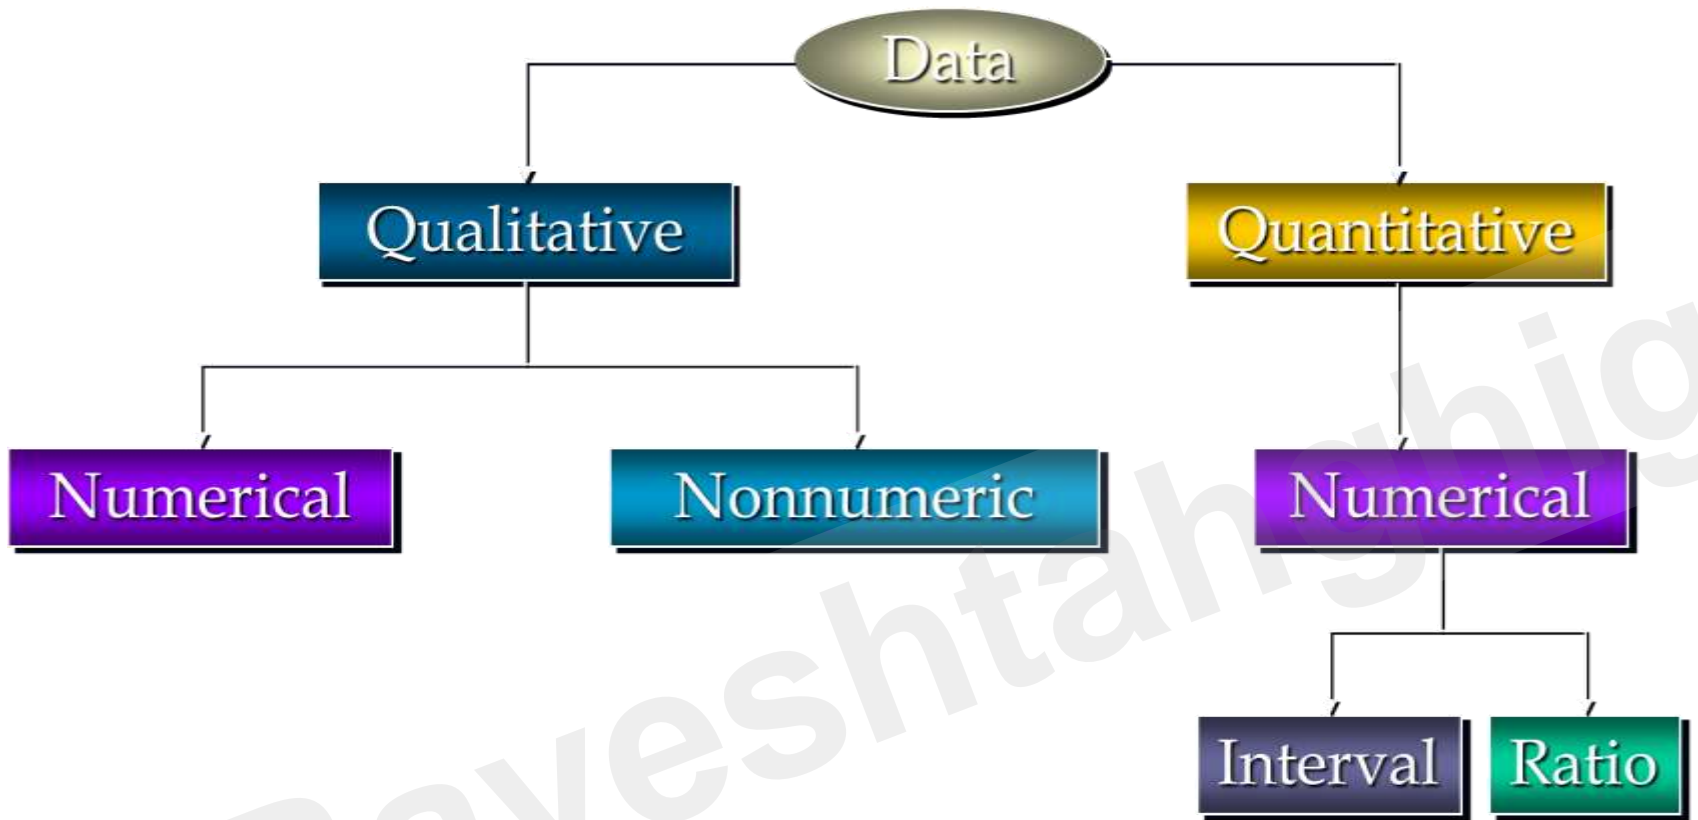 Data
Qualitative
Quantitative
Numerical
Nonnumeric
Numerical
Interval
Ratio